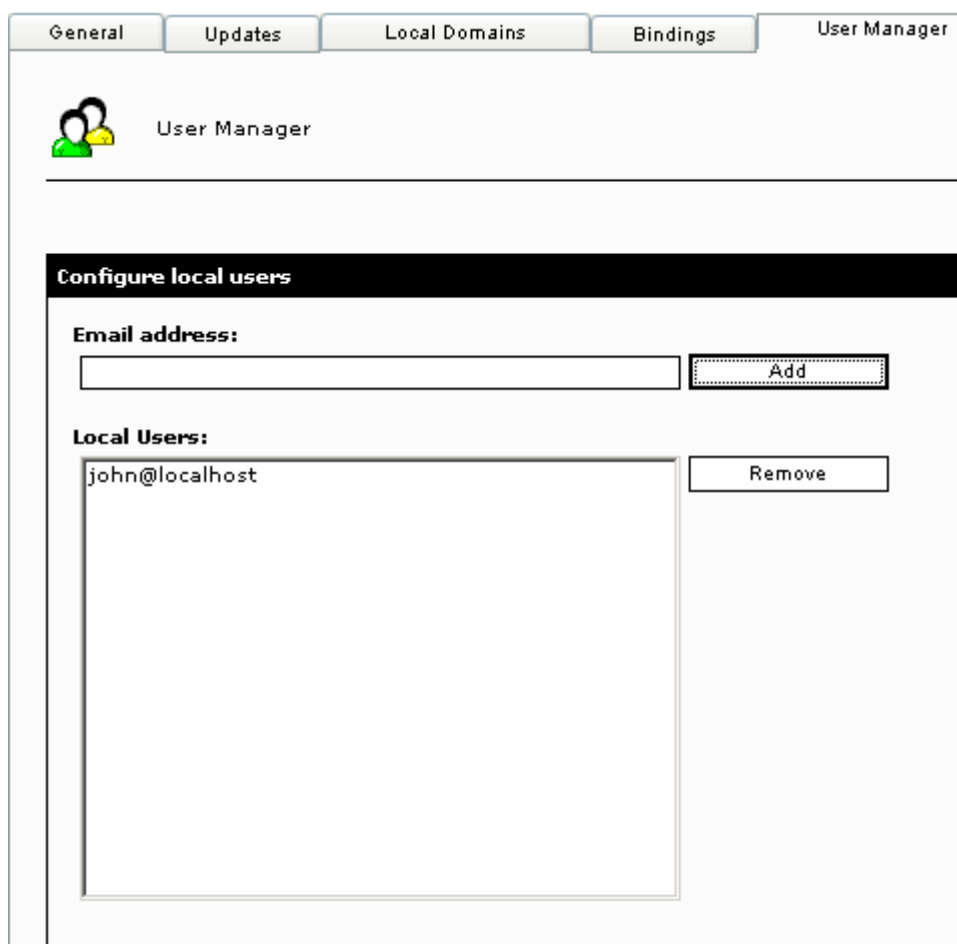 General Updates Local Domains Bindings User Manager
User Manager
Configure local users
Email address:
Add
Local Users:
john@localhost
Remove